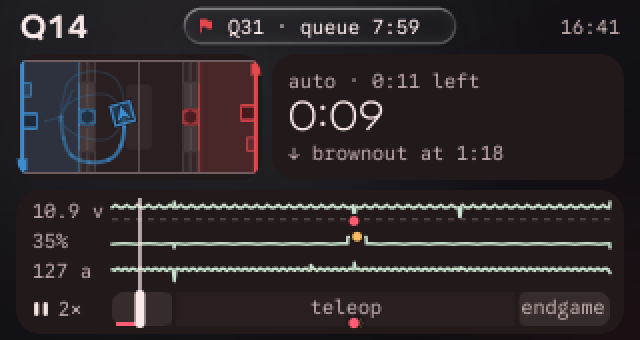 Q14
Q31 · queue 7:59
16:41
auto · 0:11 left
0:09
↓ brownout at 1:18
10.9 v
35%
127 a
2×
teleop
endgame